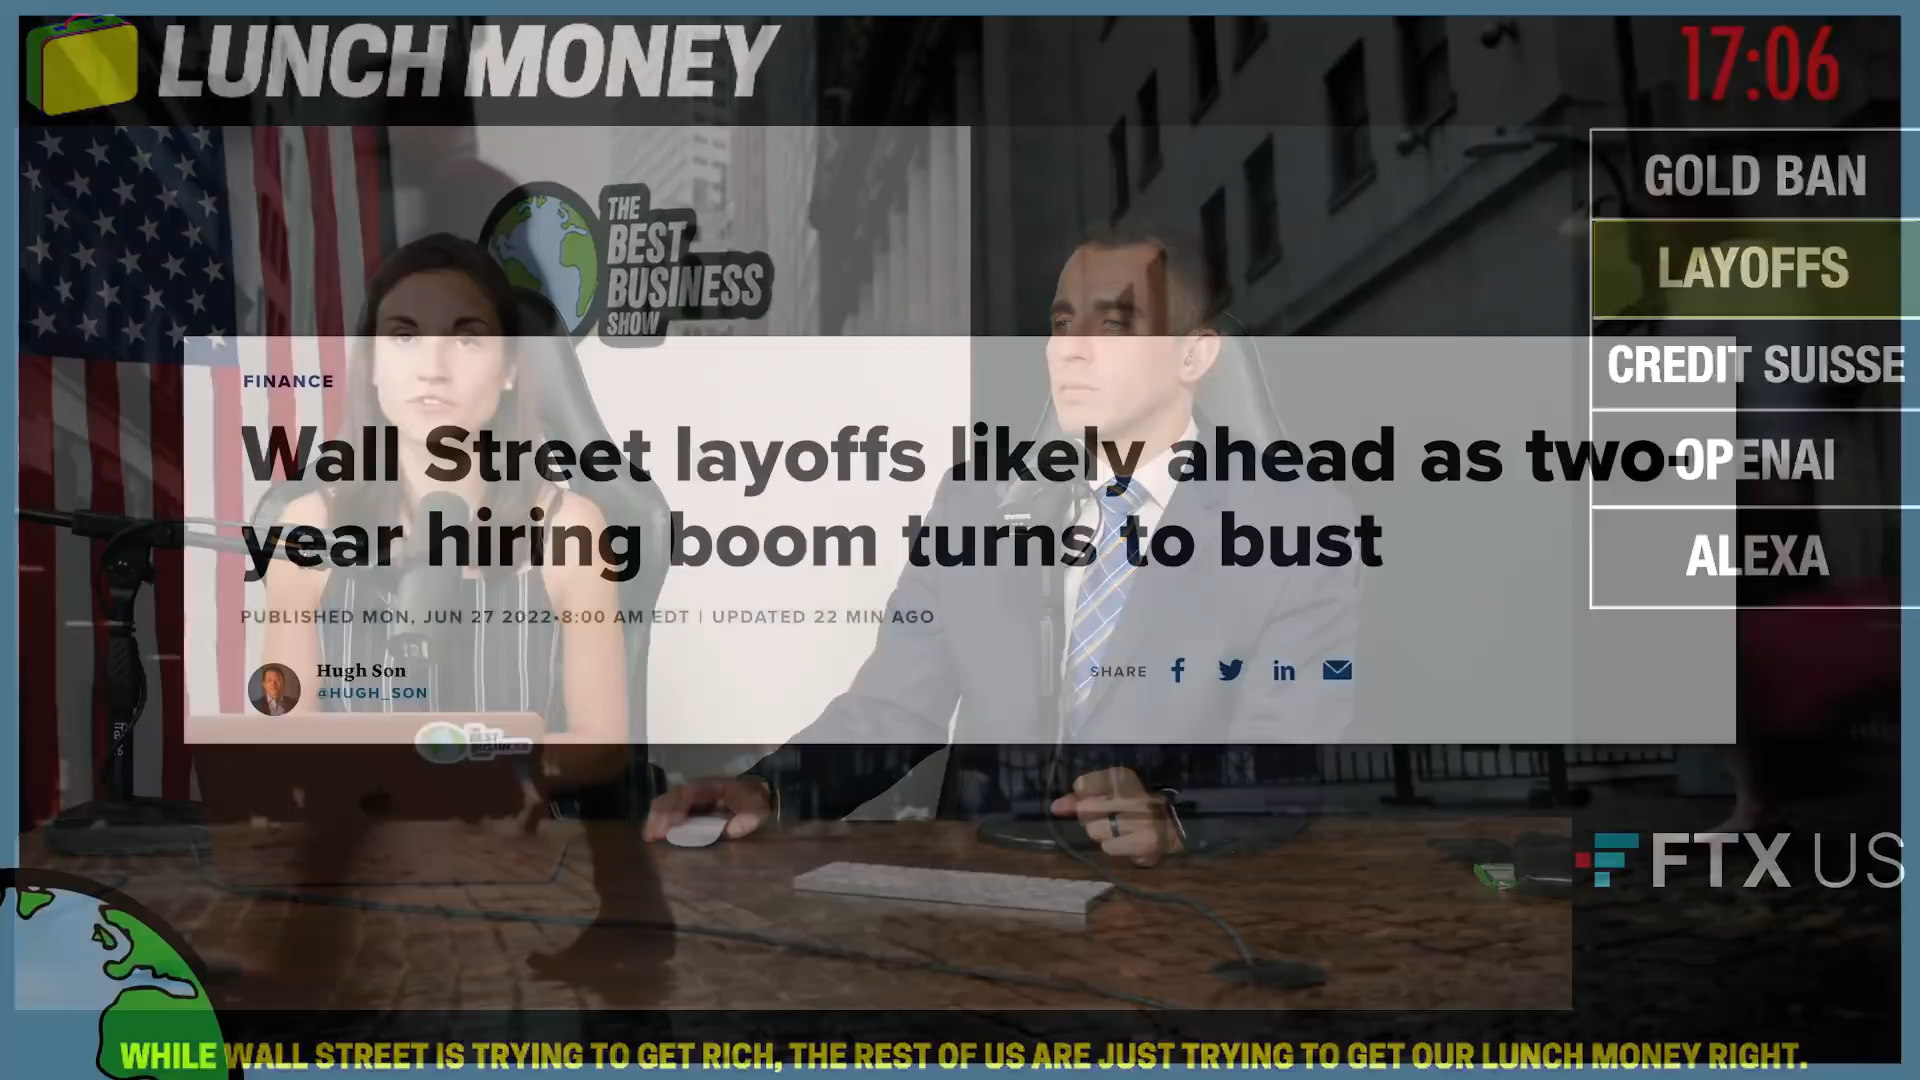 LUNCH MONEY
17:06
GOLD BAN
LAYOFFS
CREDIT SUISSE
OPENAI
ALEXA
THE
BEST
BUSINESS
SHOW
FINANCE
Wall Street layoffs likely ahead as two-
year hiring boom turns to bust
PUBLISHED MON, JUN 27 2022•8:00 AM EDT | UPDATED 22 MIN AGO
Hugh Son
@HUGH_SON
SHARE
THE
BEST
BUSINESS
FTX US
WHILE WALL STREET IS TRYING TO GET RICH, THE REST OF US ARE JUST TRYING TO GET OUR LUNCH MONEY RIGHT.